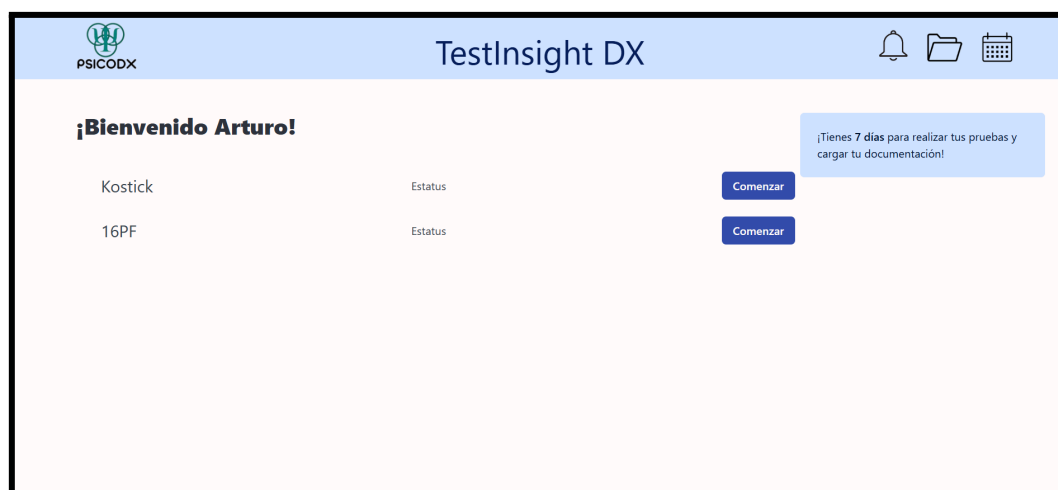 PSICODX
TestInsight DX
¡Bienvenido Arturo!
¡Tienes 7 días para realizar tus pruebas y
cargar tu documentación!
Kostick Estatus Comenzar
16PF Estatus Comenzar